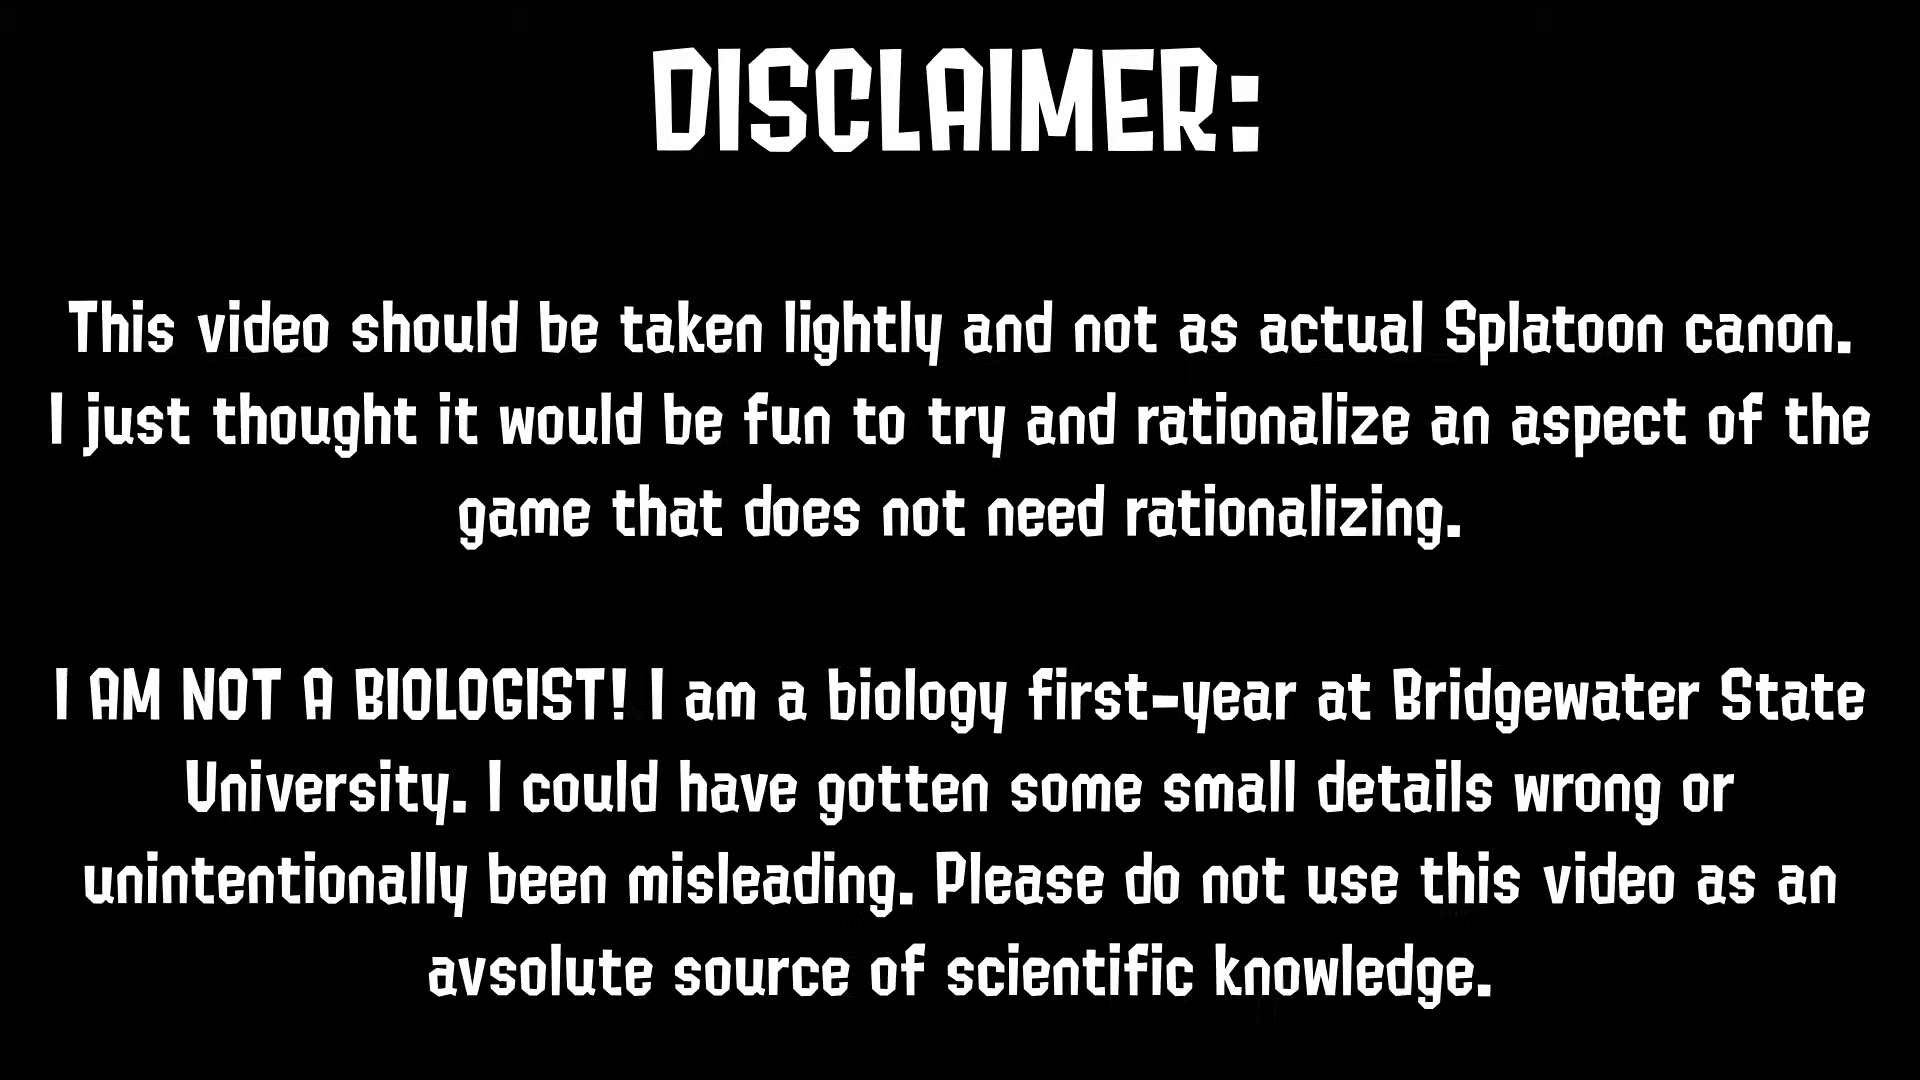 DISCLAIMER:
This video should be taken lightly and not as actual Splatoon canon.
I just thought it would be fun to try and rationalize an aspect of the
game that does not need rationalizing.
I AM NOT A BIOLOGIST! I am a biology first-year at Bridgewater State
University. I could have gotten some small details wrong or
unintentionally been misleading. Please do not use this video as an
avsolute source of scientific knowledge.